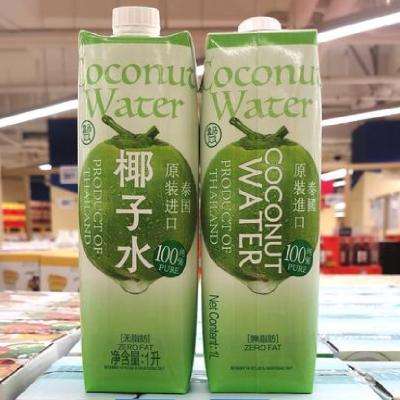 Coconut
Water
椰子水
PRODUCT OF
THAILAND
泰国
原装进口
100%
PURE
[无脂肪]
ZERO FAT
净含量:1升
Coconut
Water
COCONUT
WATER
PRODUCT OF
THAILAND
泰國
原裝進口
100%
PURE
Net Content: 1L
[無脂肪]
ZERO FAT